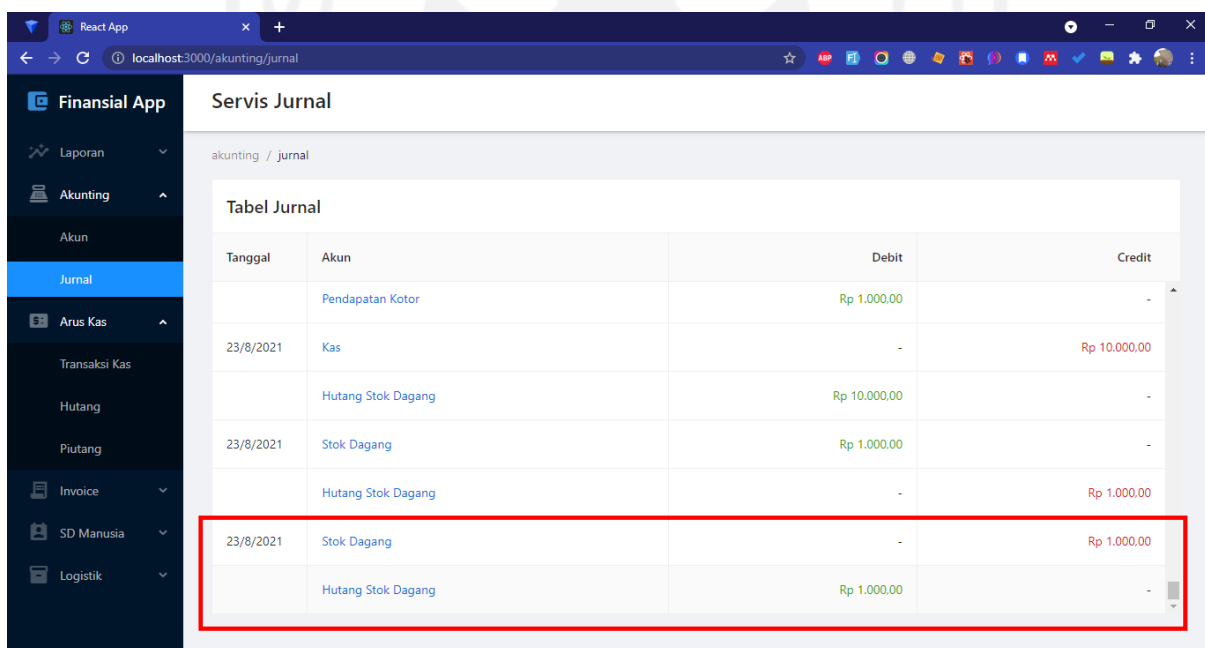 React App
localhost:3000/akunting/jurnal
ABP
Finansial App
Servis Jurnal
Laporan
akunting / jurnal
Akunting
Tabel Jurnal
Akun
Tanggal Akun Debit Credit
Jurnal
Pendapatan Kotor Rp 1.000,00 -
Arus Kas
23/8/2021 Kas - Rp 10.000,00
Transaksi Kas
Hutang Stok Dagang Rp 10.000,00 -
Hutang
23/8/2021 Stok Dagang Rp 1.000,00 -
Piutang
Hutang Stok Dagang - Rp 1.000,00
Invoice
SD Manusia
23/8/2021 Stok Dagang - Rp 1.000,00
Logistik
Hutang Stok Dagang Rp 1.000,00 -